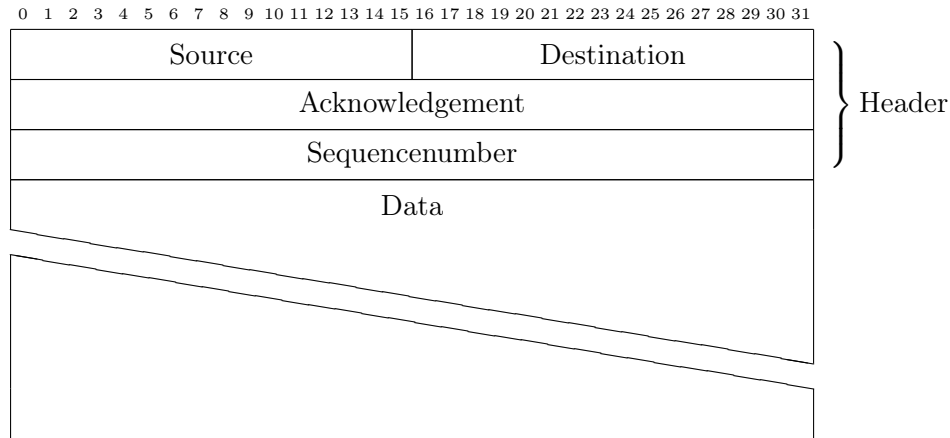 0 1 2 3 4 5 6 7 8 9 10 11 12 13 14 15 16 17 18 19 20 21 22 23 24 25 26 27 28 29 30 31
Source Destination
Acknowledgement Header
Sequencenumber
Data